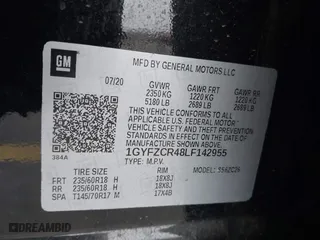 GM
MFD BY GENERAL MOTORS LLC
07/20
GVWR GAWR FRT GAWR RR
2350 KG 1220 KG 1220 KG
5180 LB 2689 LB 2689 LB
THIS VEHICLE CONFORMS TO ALL
APPLICABLE U.S. FEDERAL MOTOR
VEHICLE SAFETY, BUMPER, AND
THEFT PREVENTION STANDARDS IN
EFFECT ON THE DATE OF
MANUFACTURE SHOWN ABOVE.
1GYFZCR48LF142955
384A
TYPE: M.P.V.
MODEL:
TIRE SIZE RIM
FRT 235/60R18 H 18X8J
RR 235/60R18 H 18X8J
SPA T145/70R17 M 17X4B